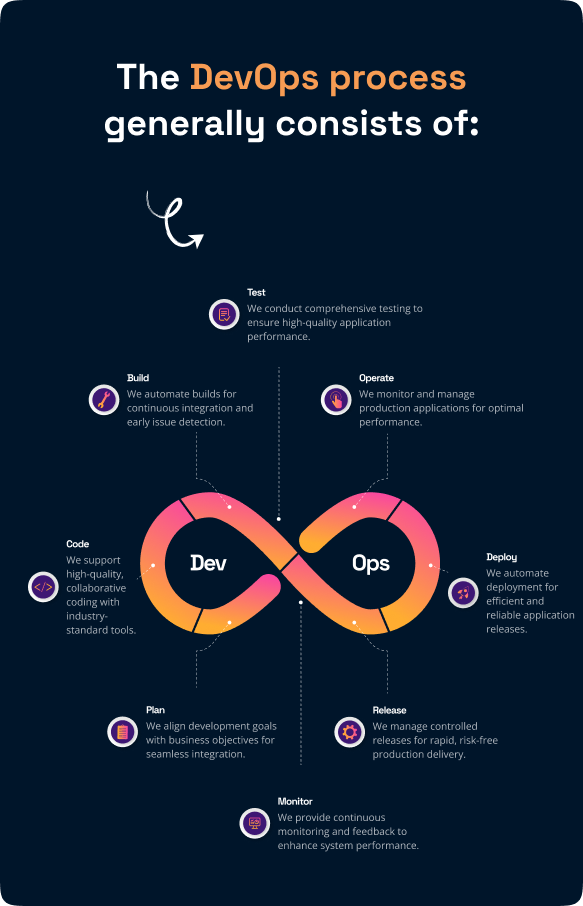 The DevOps process
generally consists of:
Test
We conduct comprehensive testing to
ensure high-quality application
performance.
Build
We automate builds for
continuous integration and
early issue detection.
Operate
We monitor and manage
production applications for optimal
performance.
Dev
Ops
Code
We support
high-quality,
collaborative
coding with
industry-
standard tools.
</>
Deploy
We automate
deployment for
efficient and
reliable application
releases.
Plan
We align development goals
with business objectives for
seamless integration.
Release
We manage controlled
releases for rapid, risk-free
production delivery.
Monitor
We provide continuous
monitoring and feedback to
enhance system performance.